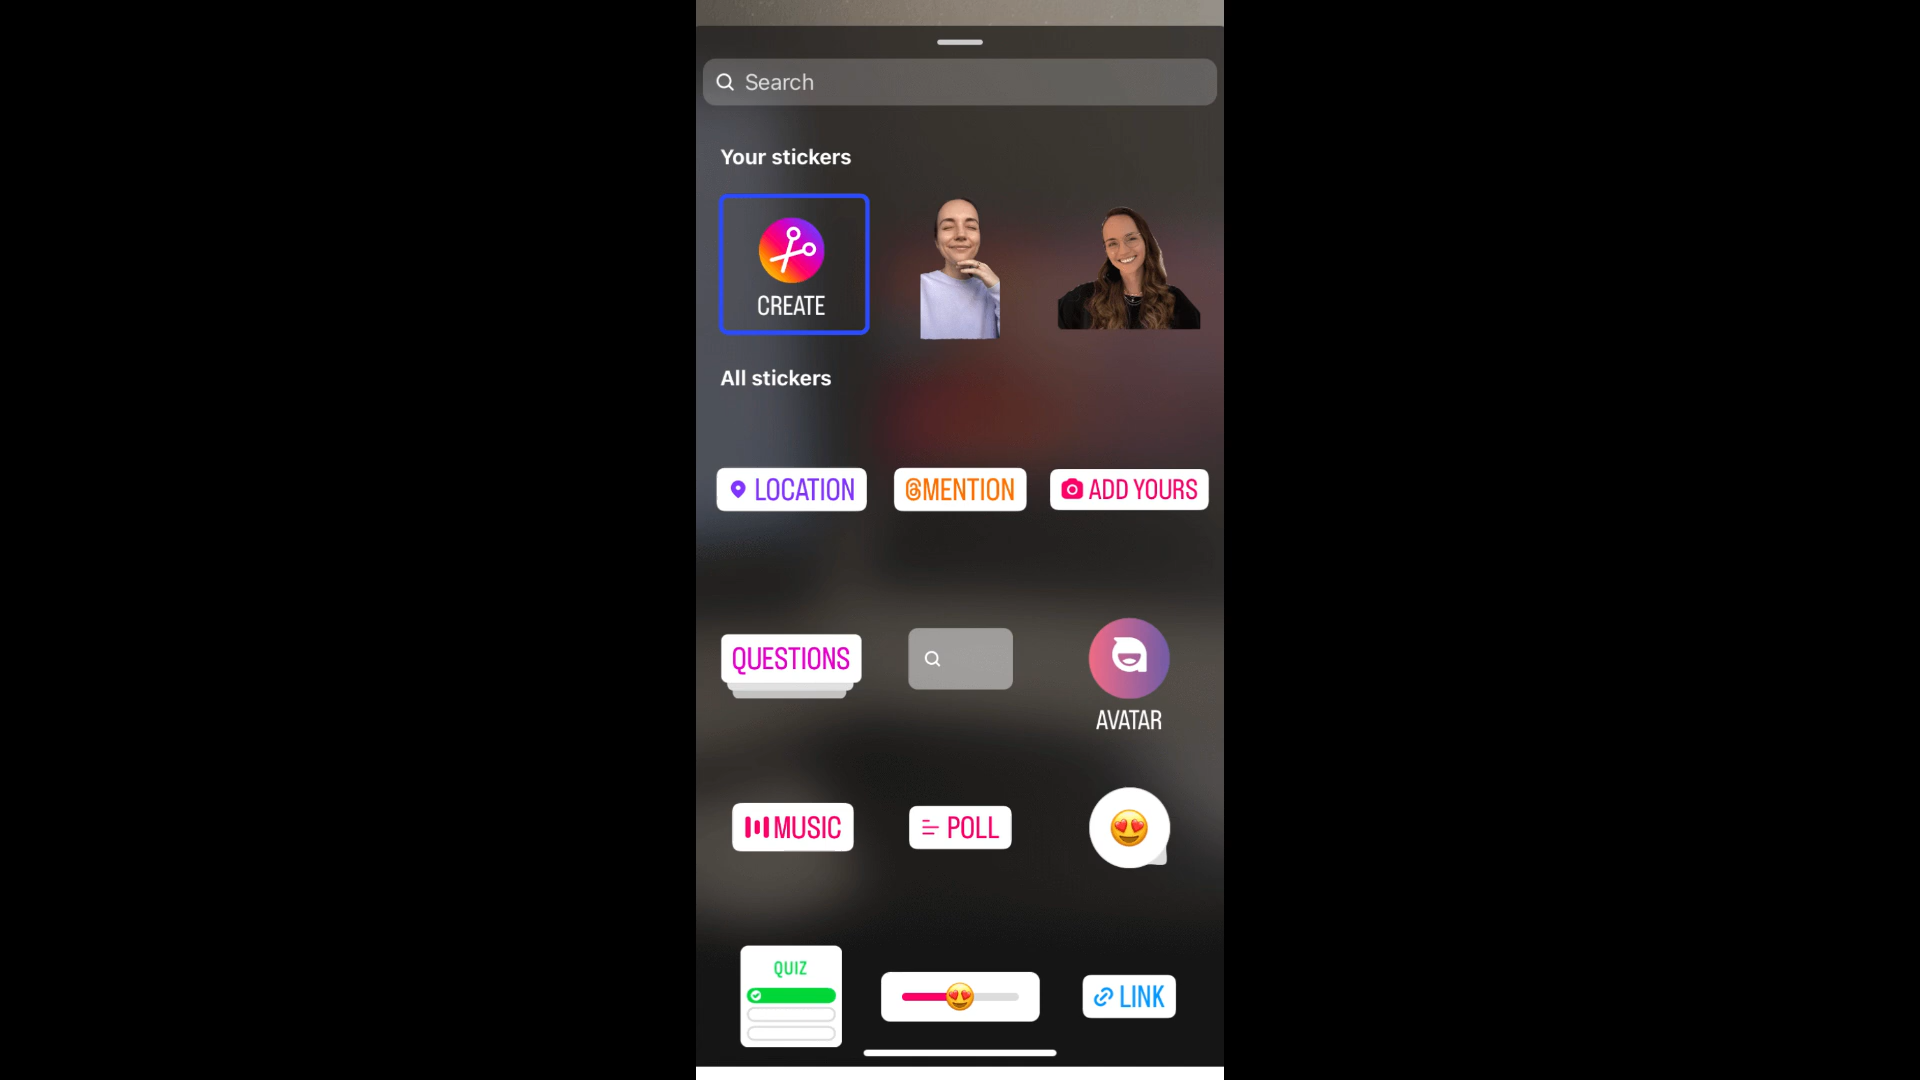 Search
Your stickers
CREATE
All stickers
LOCATION
@MENTION
ADD YOURS
QUESTIONS
AVATAR
MUSIC
POLL
QUIZ
LINK